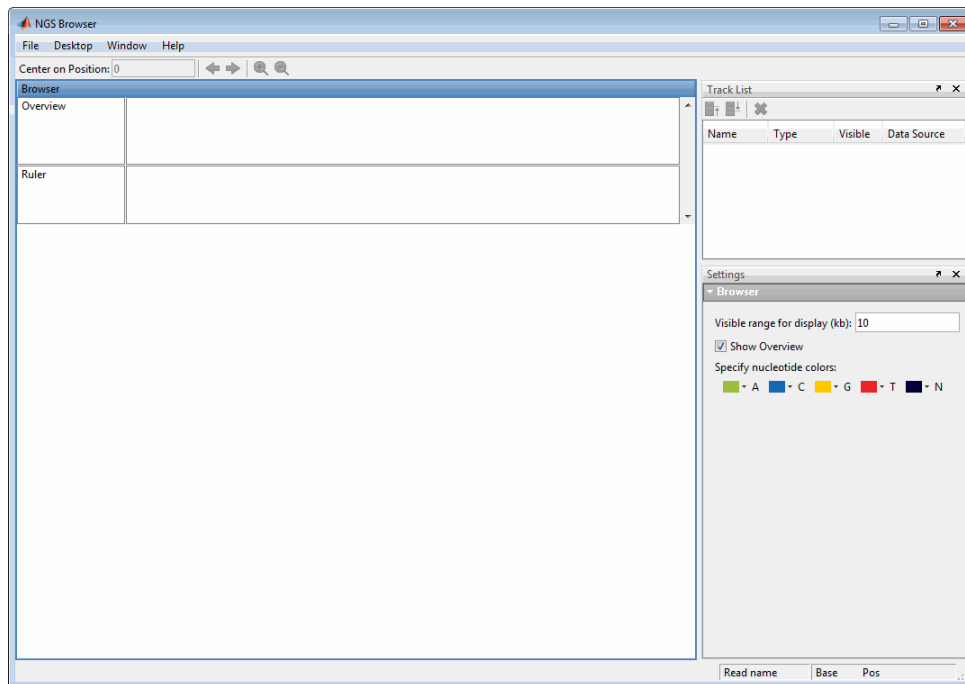 NGS Browser
File Desktop Window Help
Center on Position: 0
Browser
Overview
Ruler
Track List
Name Type Visible Data Source
Settings
Browser
Visible range for display (kb): 10
Show Overview
Specify nucleotide colors:
A C G T N
Read name Base Pos